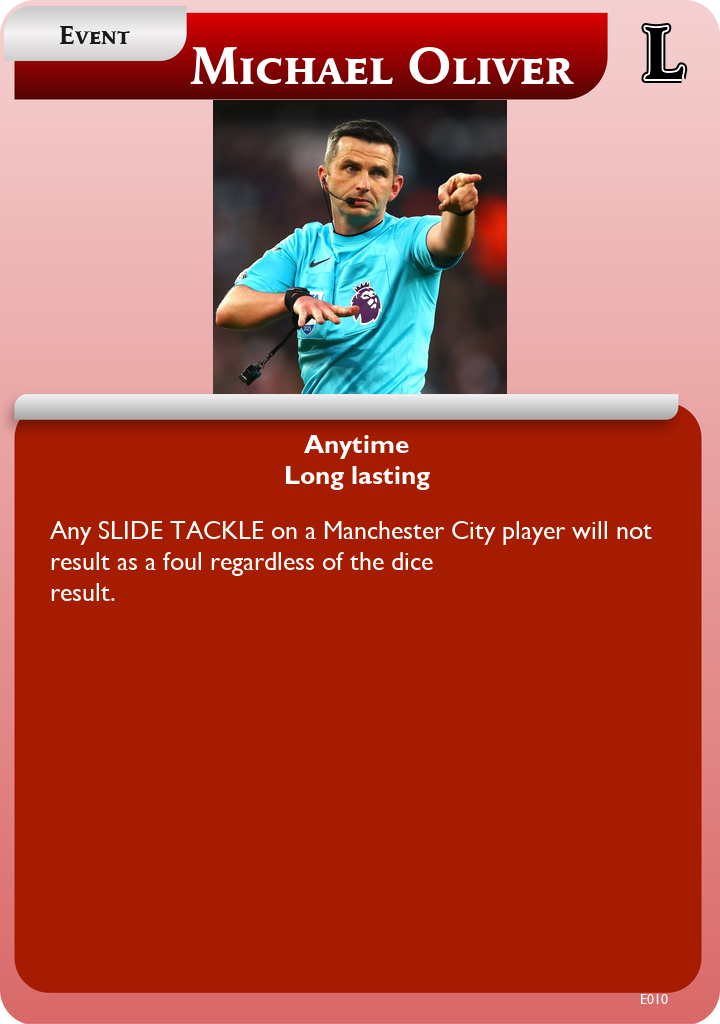 Event
Michael Oliver
L
Anytime
Long lasting
Any SLIDE TACKLE on a Manchester City player will not
result as a foul regardless of the dice
result.
E010